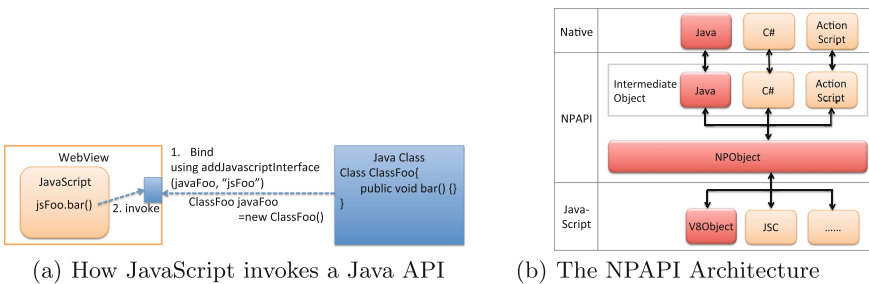 WebView
JavaScript
jsFoo.bar()
2. invoke
1. Bind
using addJavascriptInterface
(javaFoo, “jsFoo”)
ClassFoo javaFoo
=new ClassFoo()
Java Class
Class ClassFoo{
public void bar() {}
}
(a) How JavaScript invokes a Java API
Native
Java
C#
Action
Script
NPAPI
Intermediate
Object
Java
C#
Action
Script
NPObject
Java-
Script
V8Object
JSC
......
(b) The NPAPI Architecture